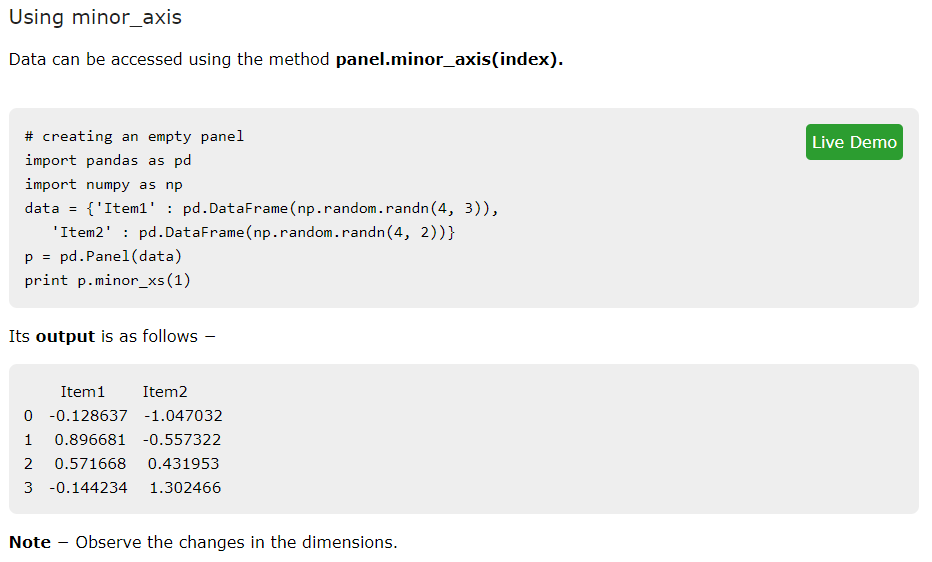 Using minor_axis
Data can be accessed using the method panel.minor_axis(index).
# creating an empty panel
Live Demo
import pandas as pd
import numpy as np
data = {'Item1' : pd.DataFrame(np.random.randn(4, 3)),
   'Item2' : pd.DataFrame(np.random.randn(4, 2))}
p = pd.Panel(data)
print p.minor_xs(1)
Its output is as follows −
Item1 Item2
0 -0.128637 -1.047032
1 0.896681 -0.557322
2 0.571668 0.431953
3 -0.144234 1.302466
Note − Observe the changes in the dimensions.